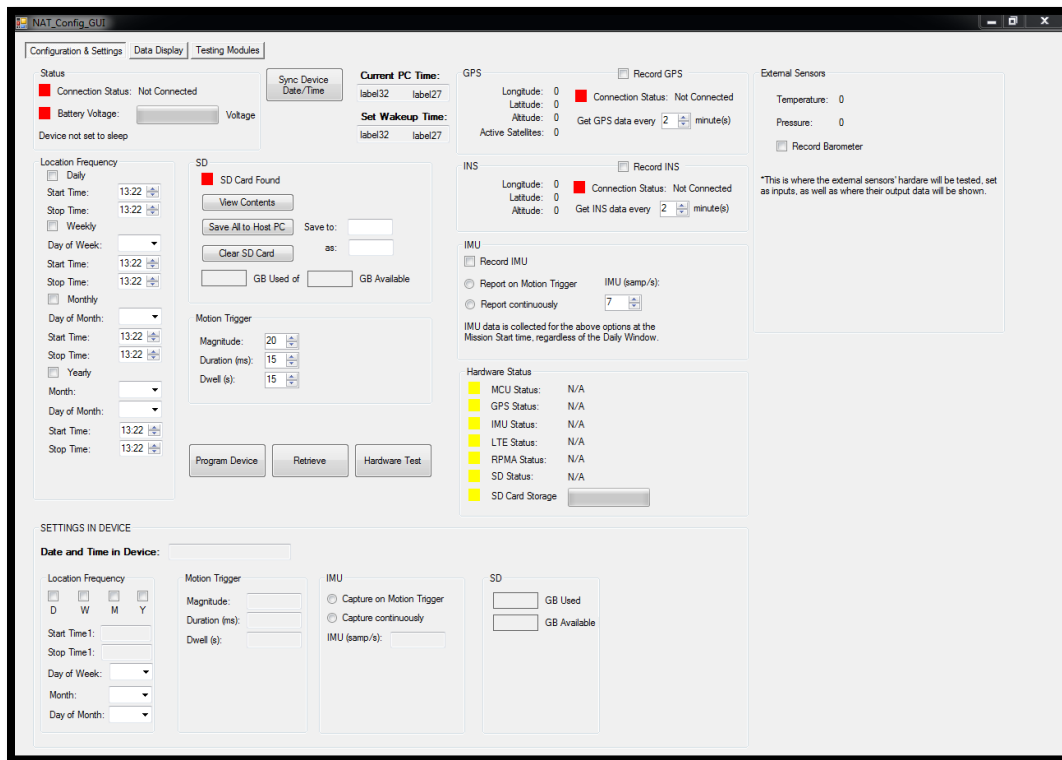 NAT_Config_GUI
Configuration & Settings Data Display Testing Modules
Status
Connection Status: Not Connected
Battery Voltage: Voltage
Device not set to sleep
Sync Device
Date/Time
Current PC Time:
label32 label27
Set Wakeup Time:
label32 label27
GPS Record GPS
Longitude: 0
Latitude: 0
Altitude: 0
Active Satellites: 0
Connection Status: Not Connected
Get GPS data every 2 minute(s)
External Sensors
Temperature: 0
Pressure: 0
Record Barometer
*This is where the external sensors' hardare will be tested, set
as inputs, as well as where their output data will be shown.
Location Frequency
Daily
Start Time: 13:22
Stop Time: 13:22
Weekly
Day of Week:
Start Time: 13:22
Stop Time: 13:22
Monthly
Day of Month:
Start Time: 13:22
Stop Time: 13:22
Yearly
Month:
Day of Month:
Start Time: 13:22
Stop Time: 13:22
SD
SD Card Found
View Contents
Save All to Host PC Save to:
Clear SD Card as:
GB Used of GB Available
Motion Trigger
Magnitude: 20
Duration (ms): 15
Dwell (s): 15
Program Device Retrieve Hardware Test
INS Record INS
Longitude: 0
Latitude: 0
Altitude: 0
Connection Status: Not Connected
Get INS data every 2 minute(s)
IMU
Record IMU
Report on Motion Trigger IMU (samp/s):
Report continuously 7
IMU data is collected for the above options at the
Mission Start time, regardless of the Daily Window.
Hardware Status
MCU Status: N/A
GPS Status: N/A
IMU Status: N/A
LTE Status: N/A
RPMA Status: N/A
SD Status: N/A
SD Card Storage
SETTINGS IN DEVICE
Date and Time in Device:
Location Frequency
D W M Y
Start Time1:
Stop Time1:
Day of Week:
Month:
Day of Month:
Motion Trigger
Magnitude:
Duration (ms):
Dwell (s):
IMU
Capture on Motion Trigger
Capture continuously
IMU (samp/s):
SD
GB Used
GB Available